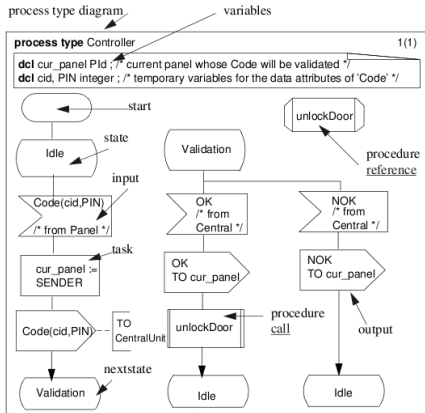 process type diagram
variables
process type Controller 1(1)
dcl cur_panel PId ; /* current panel whose Code will be validated */
dcl cid, PIN integer ; /* temporary variables for the data attributes of 'Code' */
start
Idle
state
Code(cid,PIN)
/* from Panel */
input
task
cur_panel :=
SENDER
Code(cid,PIN)
TO
CentralUnit
Validation
nextstate
Validation
OK
/* from
Central */
OK
TO cur_panel
unlockDoor
procedure
call
Idle
unlockDoor
procedure
reference
NOK
/* from
Central */
NOK
TO cur_panel
output
Idle